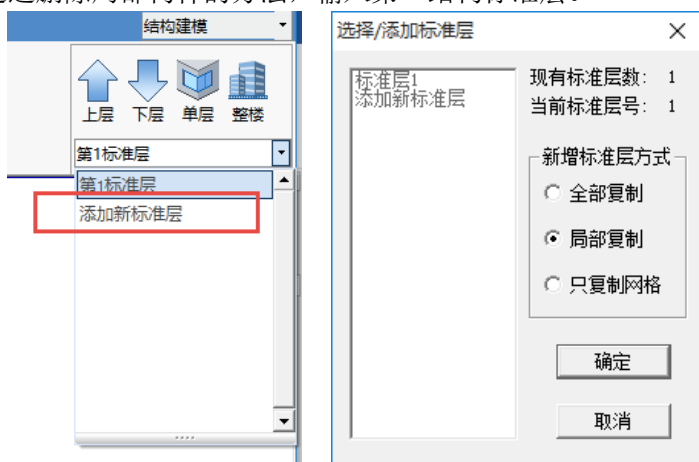 结构建模
上层 下层 单层 整楼
第1标准层
第1标准层
添加新标准层
选择/添加标准层
标准层1
添加新标准层
现有标准层数: 1
当前标准层号: 1
新增标准层方式
全部复制
局部复制
只复制网格
确定
取消